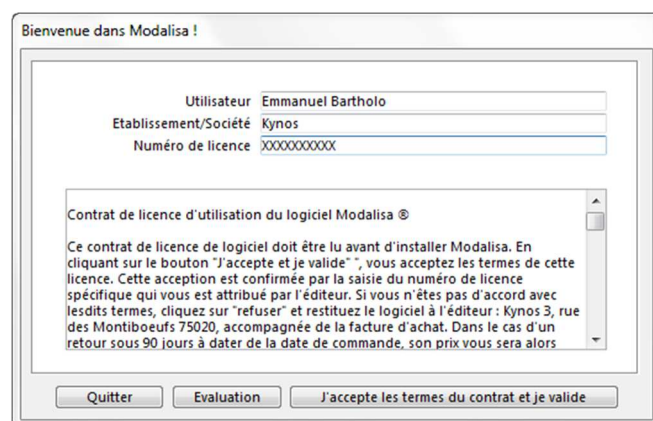 Bienvenue dans Modalisa !
Utilisateur Emmanuel Bartholo
Etablissement/Société Kynos
Numéro de licence XXXXXXXXXX
Contrat de licence d'utilisation du logiciel Modalisa ®
Ce contrat de licence de logiciel doit être lu avant d'installer Modalisa. En
cliquant sur le bouton "J'accepte et je valide" ", vous acceptez les termes de cette
licence. Cette acception est confirmée par la saisie du numéro de licence
spécifique qui vous est attribué par l'éditeur. Si vous n'êtes pas d'accord avec
lesdits termes, cliquez sur "refuser" et restituez le logiciel à l'éditeur : Kynos 3, rue
des Montiboeufs 75020, accompagnée de la facture d'achat. Dans le cas d'un
retour sous 90 jours à dater de la date de commande, son prix vous sera alors
Quitter Evaluation J'accepte les termes du contrat et je valide